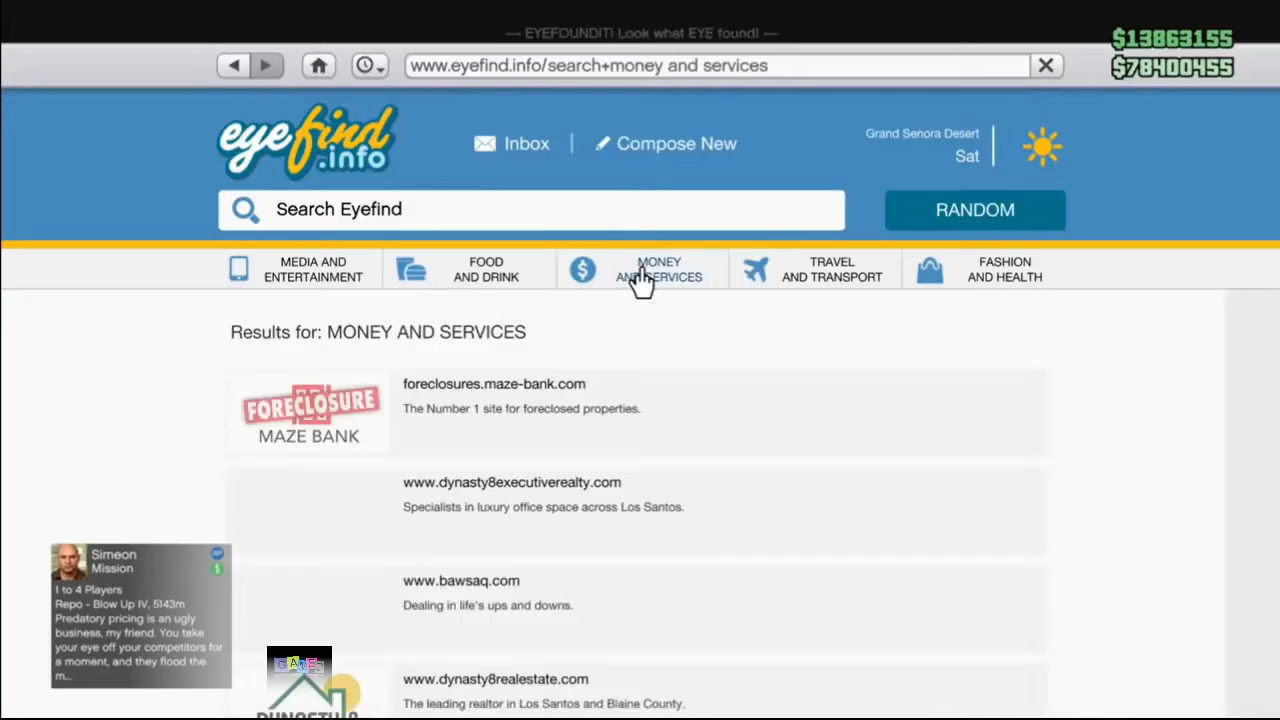 — EYEFOUNDIT! Look what EYE found! —
$13863155
www.eyefind.info/search+money and services
$78400455
eyefind.info
Inbox
Compose New
Grand Senora Desert
Sat
Search Eyefind
RANDOM
MEDIA AND
ENTERTAINMENT
FOOD
AND DRINK
MONEY
AND SERVICES
TRAVEL
AND TRANSPORT
FASHION
AND HEALTH
Results for: MONEY AND SERVICES
FORECLOSURE
MAZE BANK
foreclosures.maze-bank.com
The Number 1 site for foreclosed properties.
www.dynasty8executiverealty.com
Specialists in luxury office space across Los Santos.
www.bawsaq.com
Dealing in life's ups and downs.
Simeon
Mission
1 to 4 Players
Repo - Blow Up IV, 5143m
Predatory pricing is an ugly
business, my friend. You take
your eye off your competitors for
a moment, and they flood the
m...
GATES
DYNASTY 8
www.dynasty8realestate.com
The leading realtor in Los Santos and Blaine County.